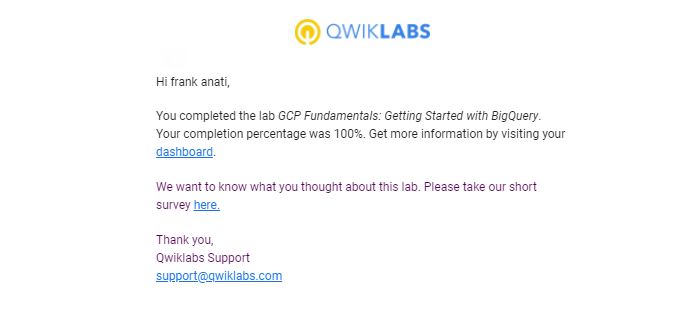 QWIKLABS
Hi frank anati,
You completed the lab GCP Fundamentals: Getting Started with BigQuery.
Your completion percentage was 100%. Get more information by visiting your
dashboard.
We want to know what you thought about this lab. Please take our short
survey here.
Thank you,
Qwiklabs Support
support@qwiklabs.com